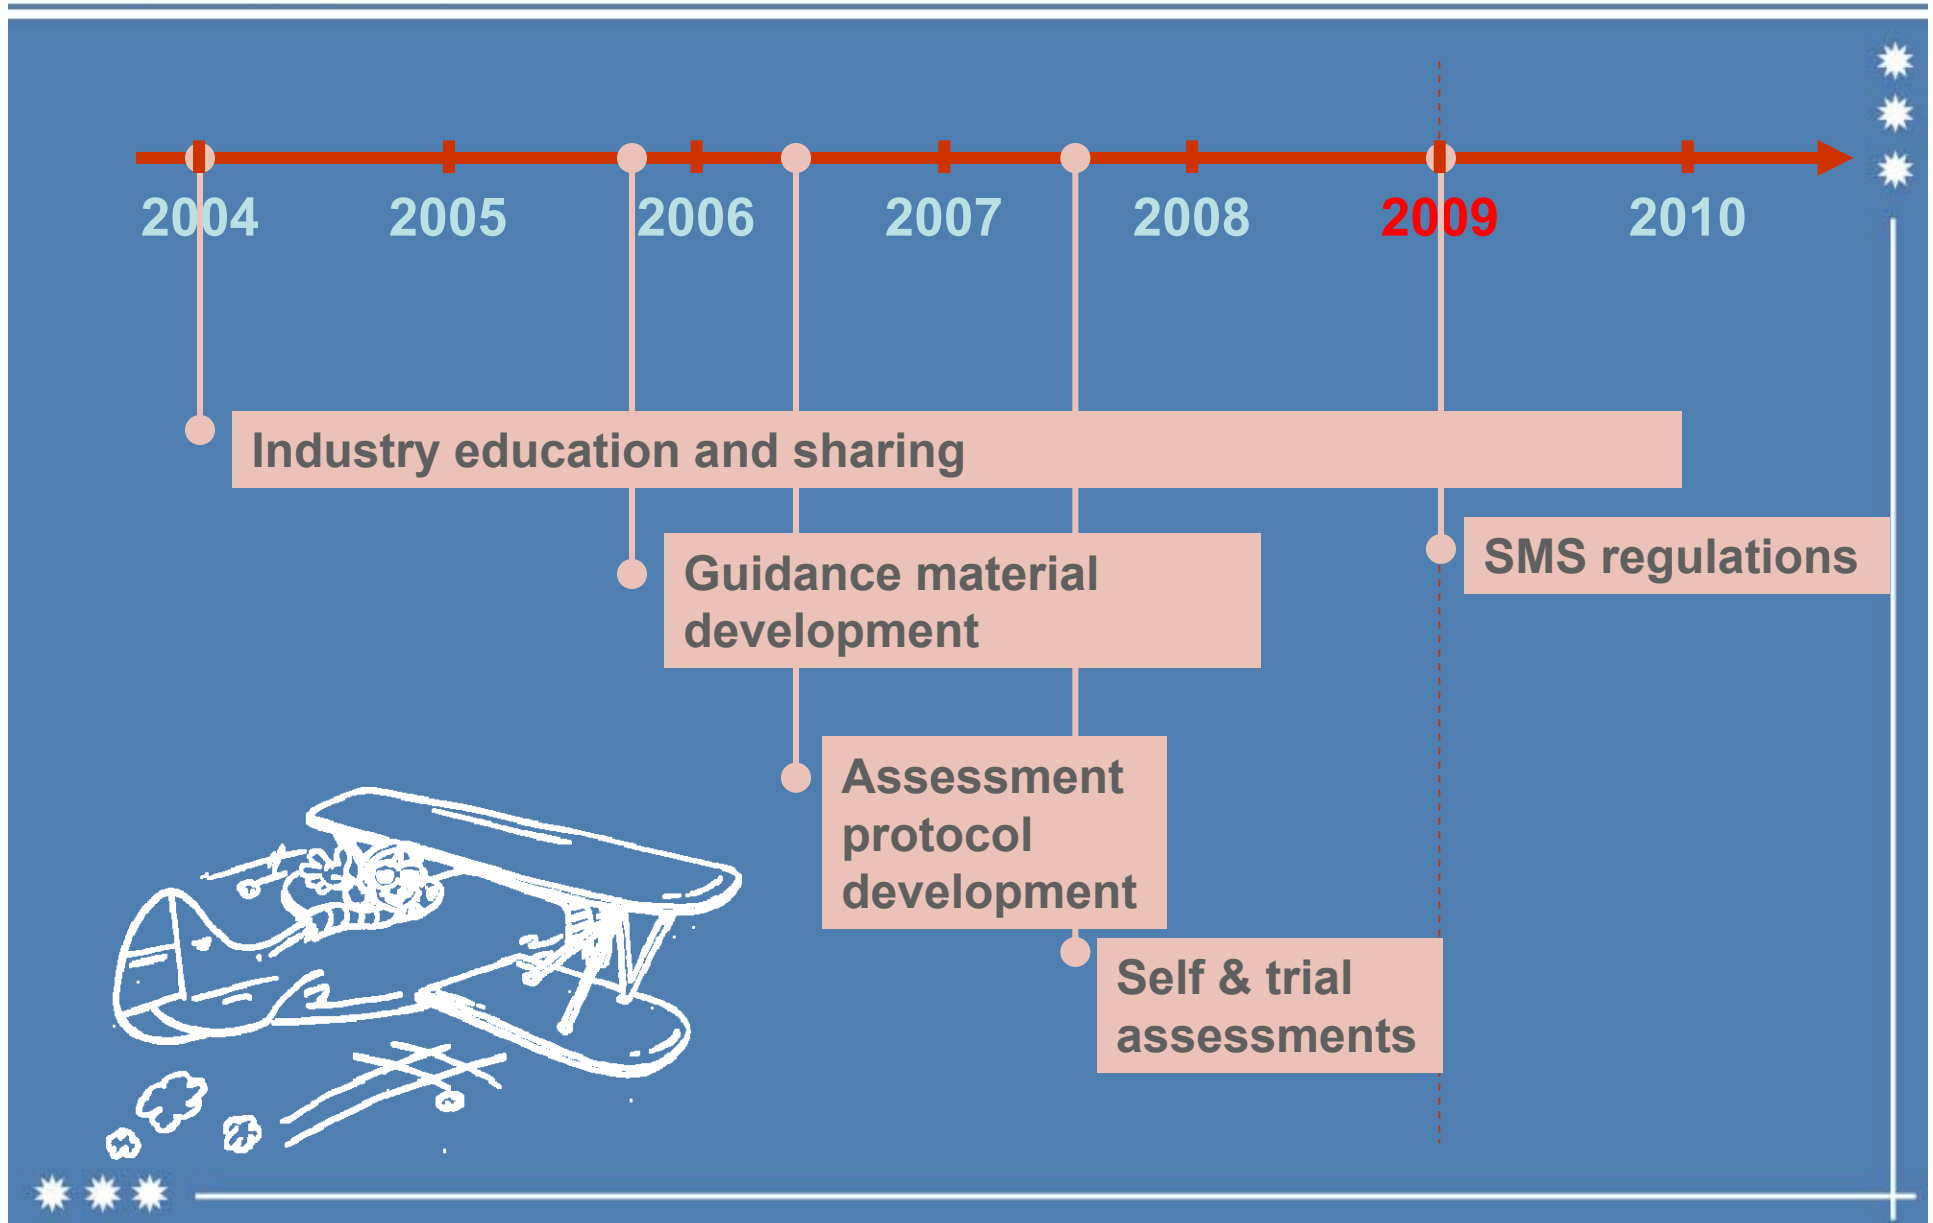 2004 2005 2006 2007 2008 2009 2010
Industry education and sharing
SMS regulations
Guidance material
development
Assessment
protocol
development
Self & trial
assessments